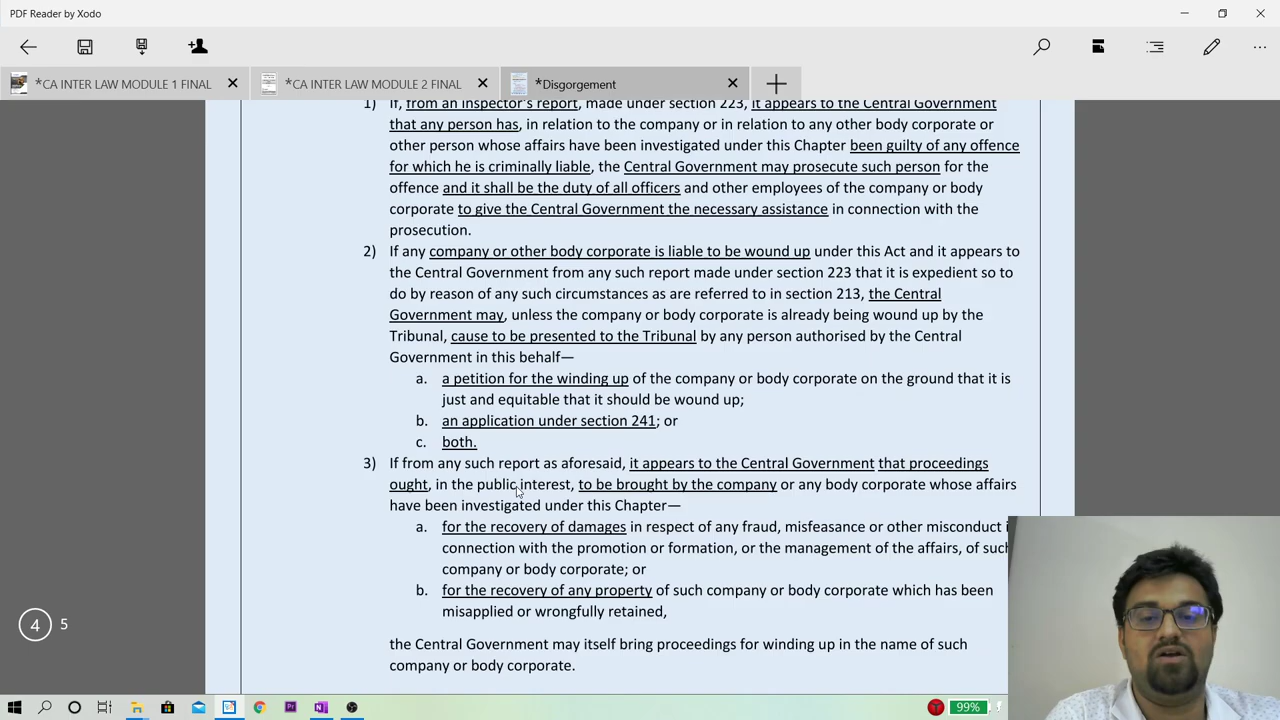 PDF Reader by Xodo
*CA INTER LAW MODULE 1 FINAL
*CA INTER LAW MODULE 2 FINAL
*Disgorgement
1) If, from an inspector's report, made under section 223, it appears to the Central Government
that any person has, in relation to the company or in relation to any other body corporate or
other person whose affairs have been investigated under this Chapter been guilty of any offence
for which he is criminally liable, the Central Government may prosecute such person for the
offence and it shall be the duty of all officers and other employees of the company or body
corporate to give the Central Government the necessary assistance in connection with the
prosecution.
2) If any company or other body corporate is liable to be wound up under this Act and it appears to
the Central Government from any such report made under section 223 that it is expedient so to
do by reason of any such circumstances as are referred to in section 213, the Central
Government may, unless the company or body corporate is already being wound up by the
Tribunal, cause to be presented to the Tribunal by any person authorised by the Central
Government in this behalf—
a. a petition for the winding up of the company or body corporate on the ground that it is
just and equitable that it should be wound up;
b. an application under section 241; or
c. both.
3) If from any such report as aforesaid, it appears to the Central Government that proceedings
ought, in the public interest, to be brought by the company or any body corporate whose affairs
have been investigated under this Chapter—
a. for the recovery of damages in respect of any fraud, misfeasance or other misconduct
connection with the promotion or formation, or the management of the affairs, of such
company or body corporate; or
b. for the recovery of any property of such company or body corporate which has been
misapplied or wrongfully retained,
the Central Government may itself bring proceedings for winding up in the name of such
company or body corporate.
4 5
99%